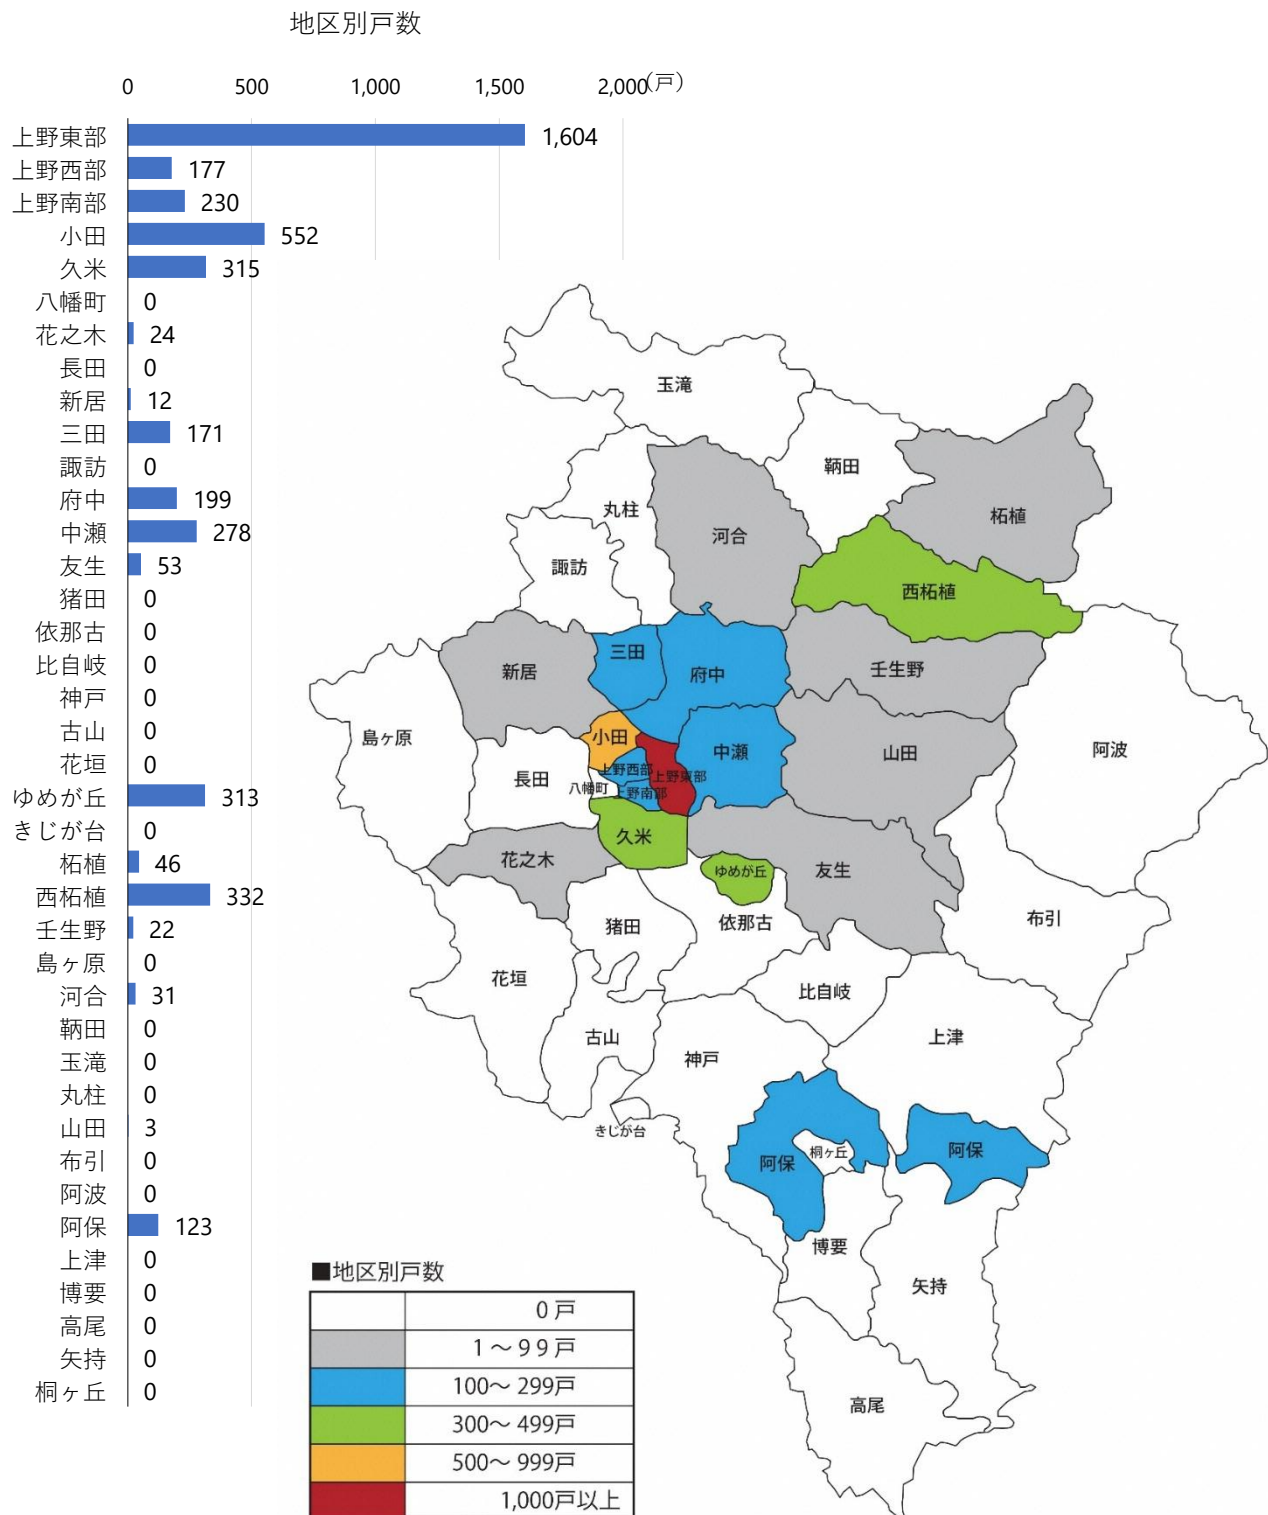 地区別戸数
0 500 1,000 1,500 2,000 (戸)
上野東部 1,604
上野西部 177
上野南部 230
小田 552
久米 315
八幡町 0
花之木 24
長田 0
新居 12
三田 171
諏訪 0
府中 199
中瀬 278
友生 53
猪田 0
依那古 0
比自岐 0
神戸 0
古山 0
花垣 0
ゆめが丘 313
きじが台 0
柘植 46
西柘植 332
壬生野 22
島ヶ原 0
河合 31
鞆田 0
玉滝 0
丸柱 0
山田 3
布引 0
阿波 0
阿保 123
上津 0
博要 0
高尾 0
矢持 0
桐ヶ丘 0
玉滝
鞆田
丸柱
河合
柘植
諏訪
西柘植
三田
新居
府中
壬生野
島ヶ原
小田
中瀬
山田
阿波
長田
上野西部
上野東部
八幡町
上野南部
久米
花之木
ゆめが丘
友生
猪田
依那古
布引
花垣
比自岐
古山
神戸
上津
きじが台
阿保
桐ヶ丘
阿保
博要
矢持
高尾
■地区別戸数
0戸
1～99戸
100～299戸
300～499戸
500～999戸
1,000戸以上